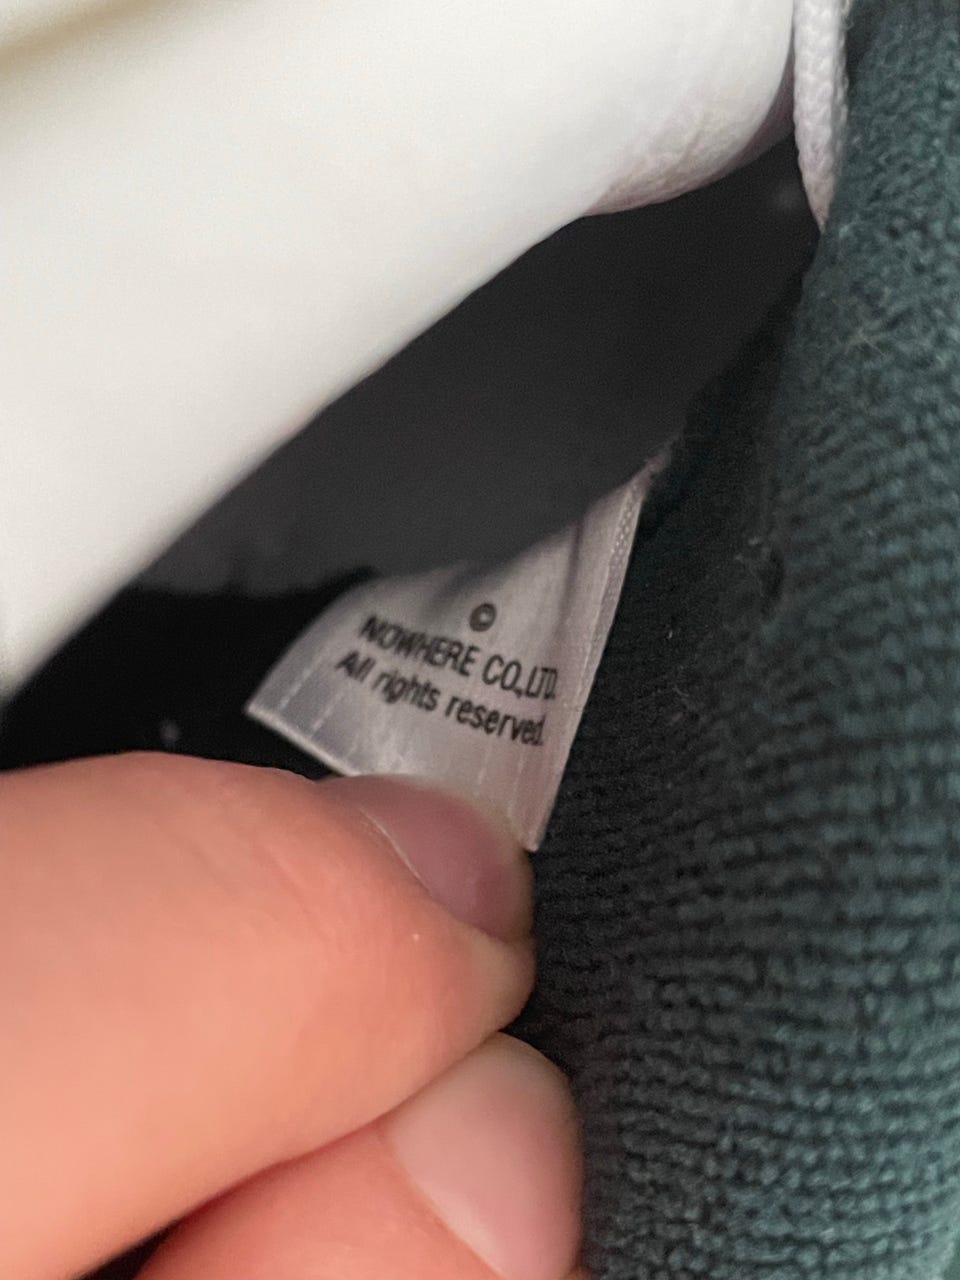 ©
NOWHERE CO.,LTD.
All rights reserved.